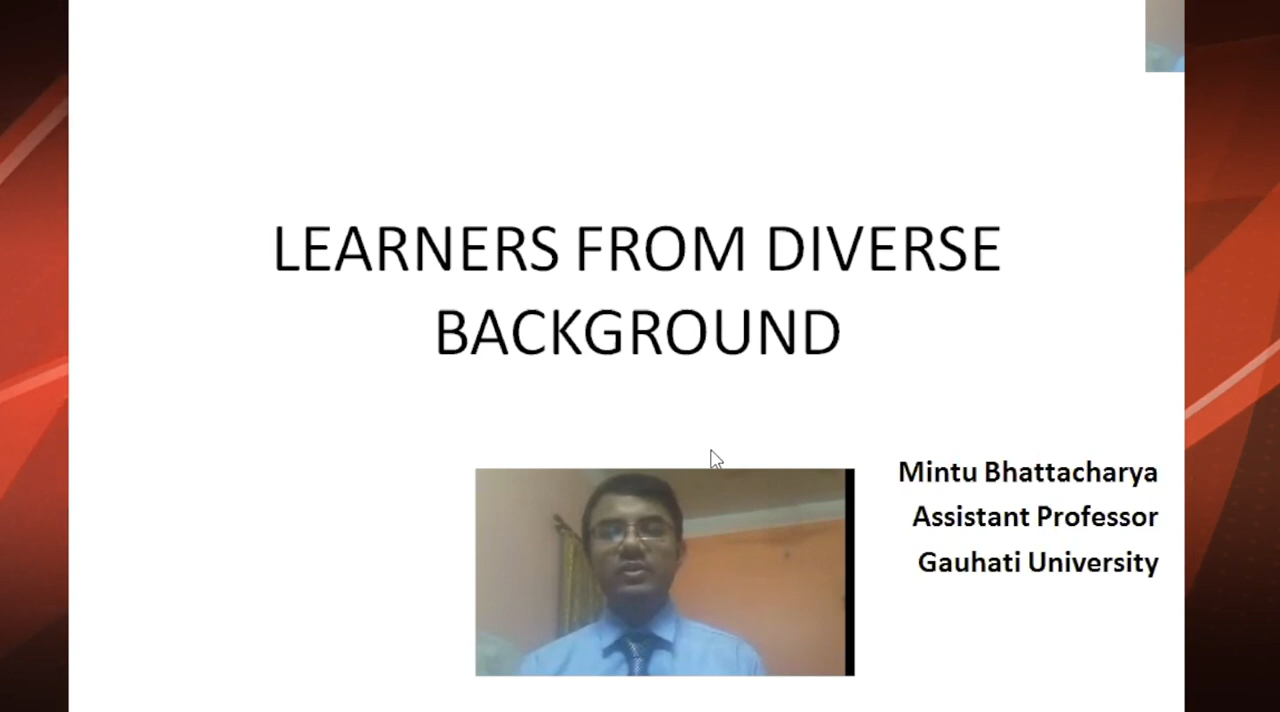 LEARNERS FROM DIVERSE
BACKGROUND
Mintu Bhattacharya
Assistant Professor
Gauhati University